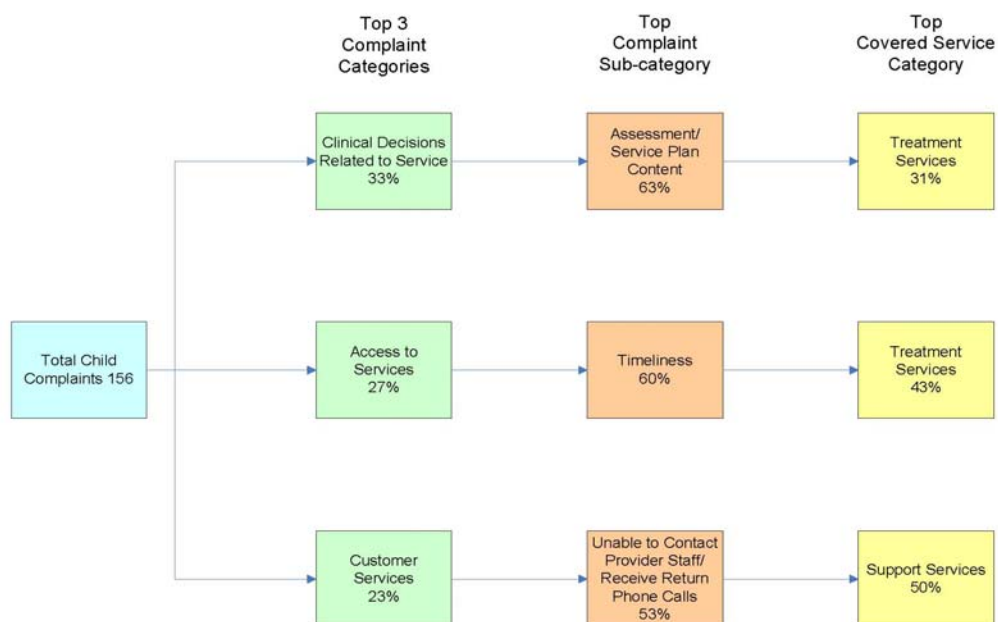 Top 3
Complaint
Categories
Top
Complaint
Sub-category
Top
Covered Service
Category
Clinical Decisions
Related to Service
33%
Assessment/
Service Plan
Content
63%
Treatment
Services
31%
Total Child
Complaints 156
Access to
Services
27%
Timeliness
60%
Treatment
Services
43%
Customer
Services
23%
Unable to Contact
Provider Staff/
Receive Return
Phone Calls
53%
Support Services
50%